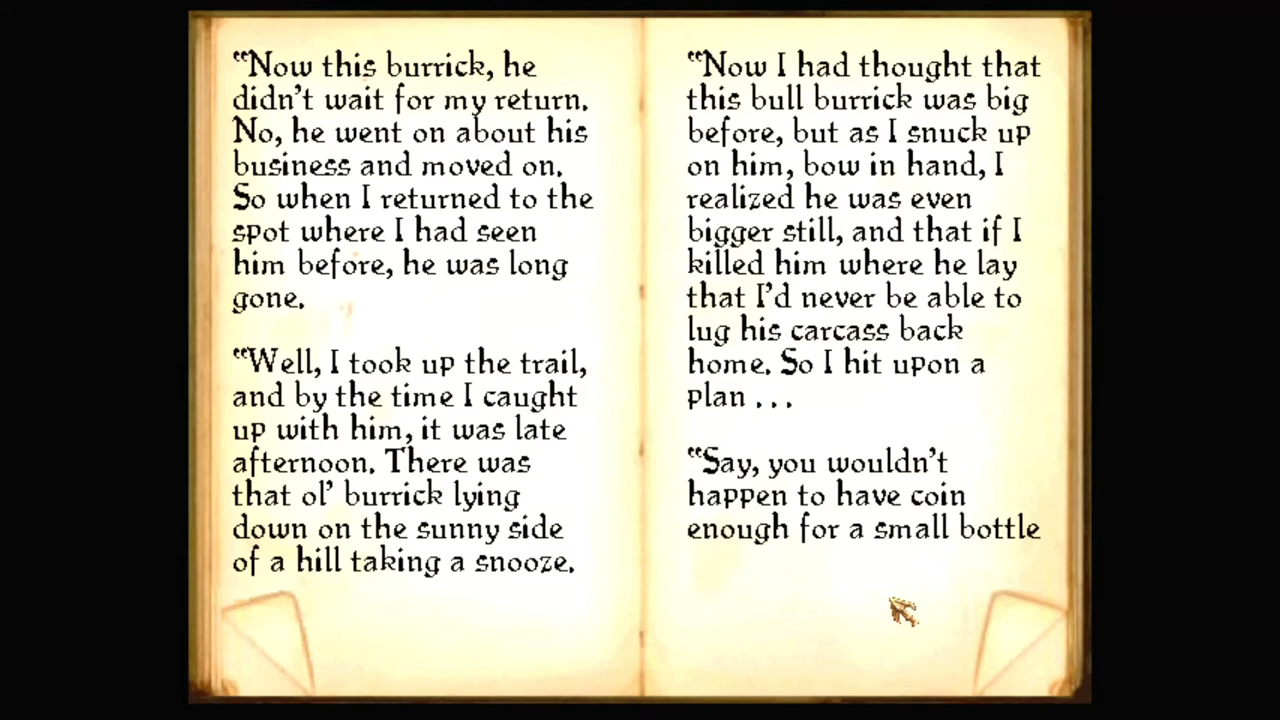 “Now this burrick, he
didn’t wait for my return.
No, he went on about his
business and moved on.
So when I returned to the
spot where I had seen
him before, he was long
gone.
“Well, I took up the trail,
and by the time I caught
up with him, it was late
afternoon. There was
that ol’ burrick lying
down on the sunny side
of a hill taking a snooze.
“Now I had thought that
this bull burrick was big
before, but as I snuck up
on him, bow in hand, I
realized he was even
bigger still, and that if I
killed him where he lay
that I’d never be able to
lug his carcass back
home. So I hit upon a
plan . . .
“Say, you wouldn’t
happen to have coin
enough for a small bottle